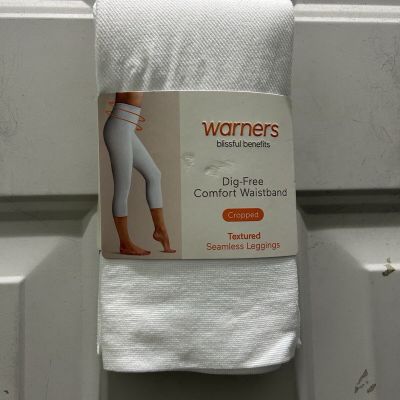 warners
blissful benefits
Dig-Free
Comfort Waistband
Cropped
Textured
Seamless Leggings